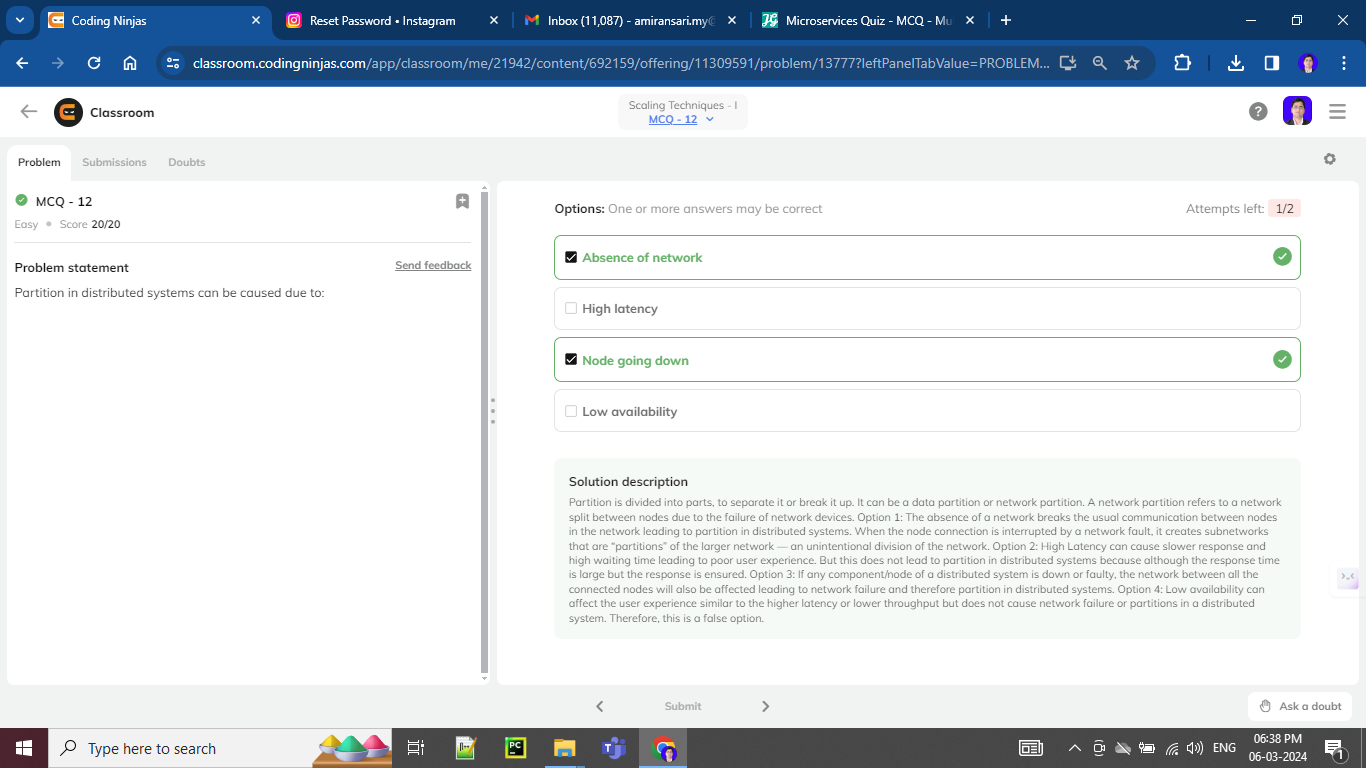 Coding Ninjas
Reset Password • Instagram
Inbox (11,087) - amiransari.my@
Microservices Quiz - MCQ - Mu
classroom.codingninjas.com/app/classroom/me/21942/content/692159/offering/11309591/problem/13777?leftPanelTabValue=PROBLEM...
Classroom
Scaling Techniques - I
MCQ - 12
Problem Submissions Doubts
MCQ - 12
Easy • Score 20/20
Problem statement
Send feedback
Partition in distributed systems can be caused due to:
Options: One or more answers may be correct
Attempts left: 1/2
Absence of network
High latency
Node going down
Low availability
Solution description
Partition is divided into parts, to separate it or break it up. It can be a data partition or network partition. A network partition refers to a network
split between nodes due to the failure of network devices. Option 1: The absence of a network breaks the usual communication between nodes
in the network leading to partition in distributed systems. When the node connection is interrupted by a network fault, it creates subnetworks
that are “partitions” of the larger network — an unintentional division of the network. Option 2: High Latency can cause slower response and
high waiting time leading to poor user experience. But this does not lead to partition in distributed systems because although the response time
is large but the response is ensured. Option 3: If any component/node of a distributed system is down or faulty, the network between all the
connected nodes will also be affected leading to network failure and therefore partition in distributed systems. Option 4: Low availability can
affect the user experience similar to the higher latency or lower throughput but does not cause network failure or partitions in a distributed
system. Therefore, this is a false option.
Submit
Ask a doubt
Type here to search
PC
ENG
06:38 PM
06-03-2024
1